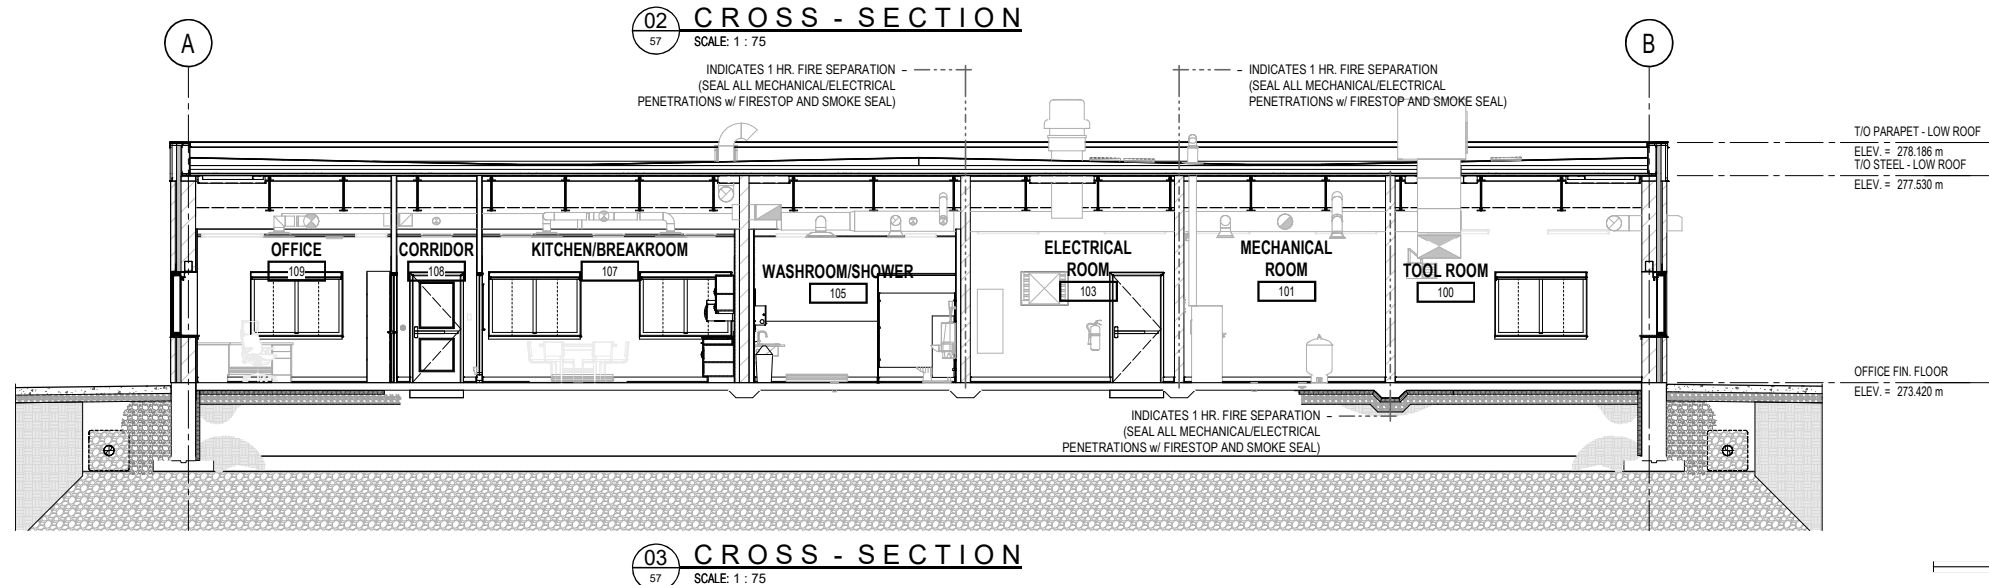 02 CROSS - SECTION
57 SCALE: 1 : 75
A
B
INDICATES 1 HR. FIRE SEPARATION
(SEAL ALL MECHANICAL/ELECTRICAL
PENETRATIONS w/ FIRESTOP AND SMOKE SEAL)
INDICATES 1 HR. FIRE SEPARATION
(SEAL ALL MECHANICAL/ELECTRICAL
PENETRATIONS w/ FIRESTOP AND SMOKE SEAL)
T/O PARAPET - LOW ROOF
ELEV. = 278.186 m
T/O STEEL - LOW ROOF
ELEV. = 277.530 m
OFFICE
109
CORRIDOR
108
KITCHEN/BREAKROOM
107
WASHROOM/SHOWER
105
ELECTRICAL
ROOM
103
MECHANICAL
ROOM
101
TOOL ROOM
100
OFFICE FIN. FLOOR
ELEV. = 273.420 m
INDICATES 1 HR. FIRE SEPARATION
(SEAL ALL MECHANICAL/ELECTRICAL
PENETRATIONS w/ FIRESTOP AND SMOKE SEAL)
03 CROSS - SECTION
57 SCALE: 1 : 75